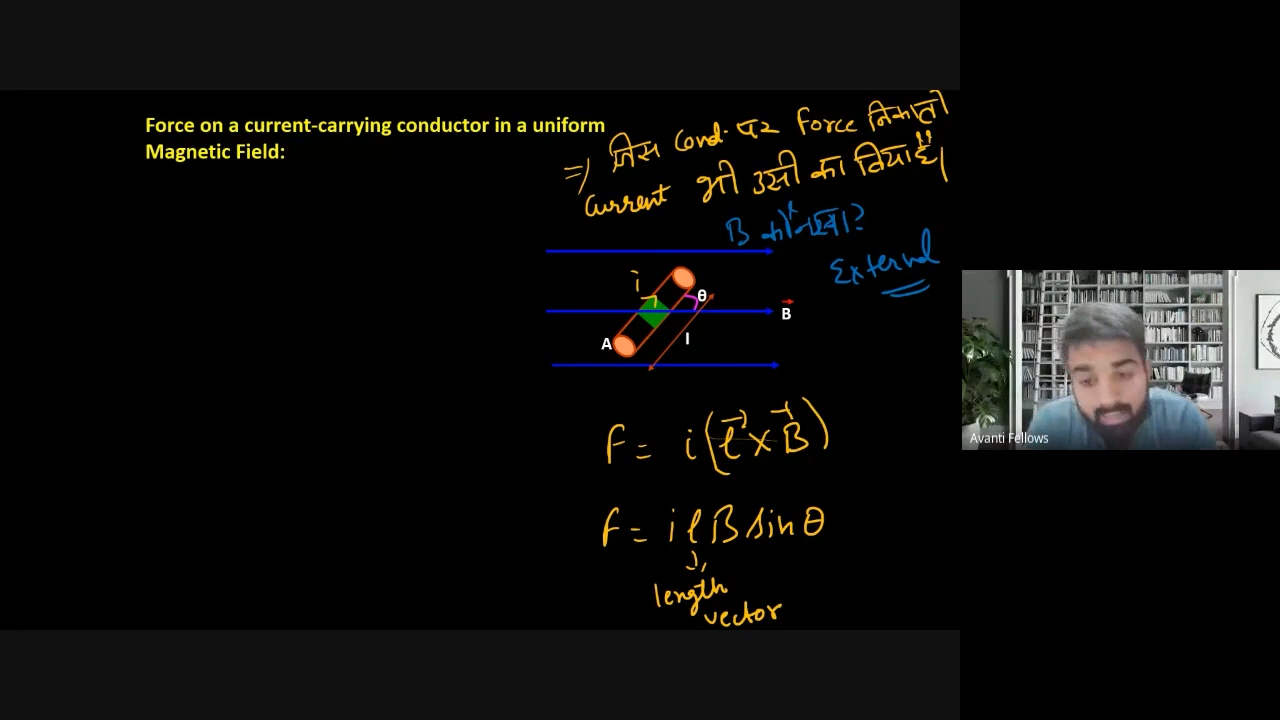 Force on a current-carrying conductor in a uniform
Magnetic Field:
=) जिस Cond. पर Force निकालते
Current भी उसी का लिया है।
B कौनसा?
External
i
θ
B
A
l
F = i(l × B)
F = ilB sinθ
length
vector
Avanti Fellows